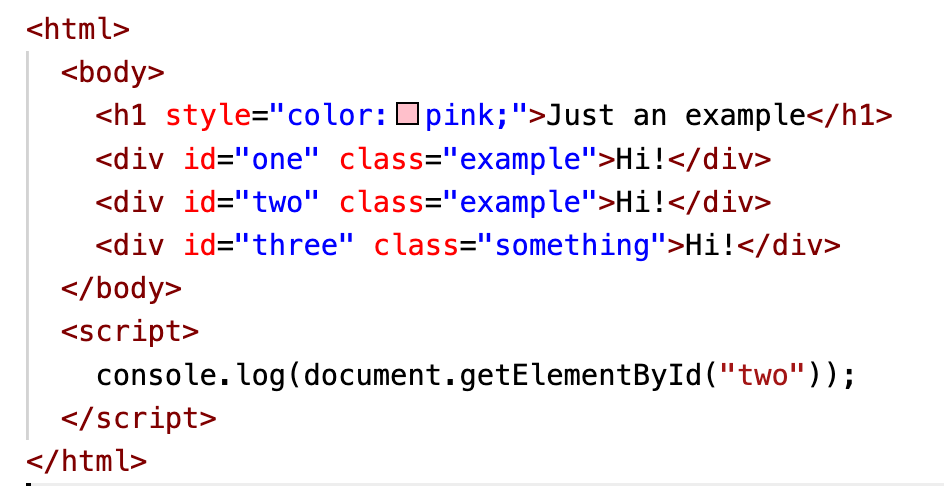 <html>
<body>
<h1 style="color: pink;">Just an example</h1>
<div id="one" class="example">Hi!</div>
<div id="two" class="example">Hi!</div>
<div id="three" class="something">Hi!</div>
</body>
<script>
console.log(document.getElementById("two"));
</script>
</html>